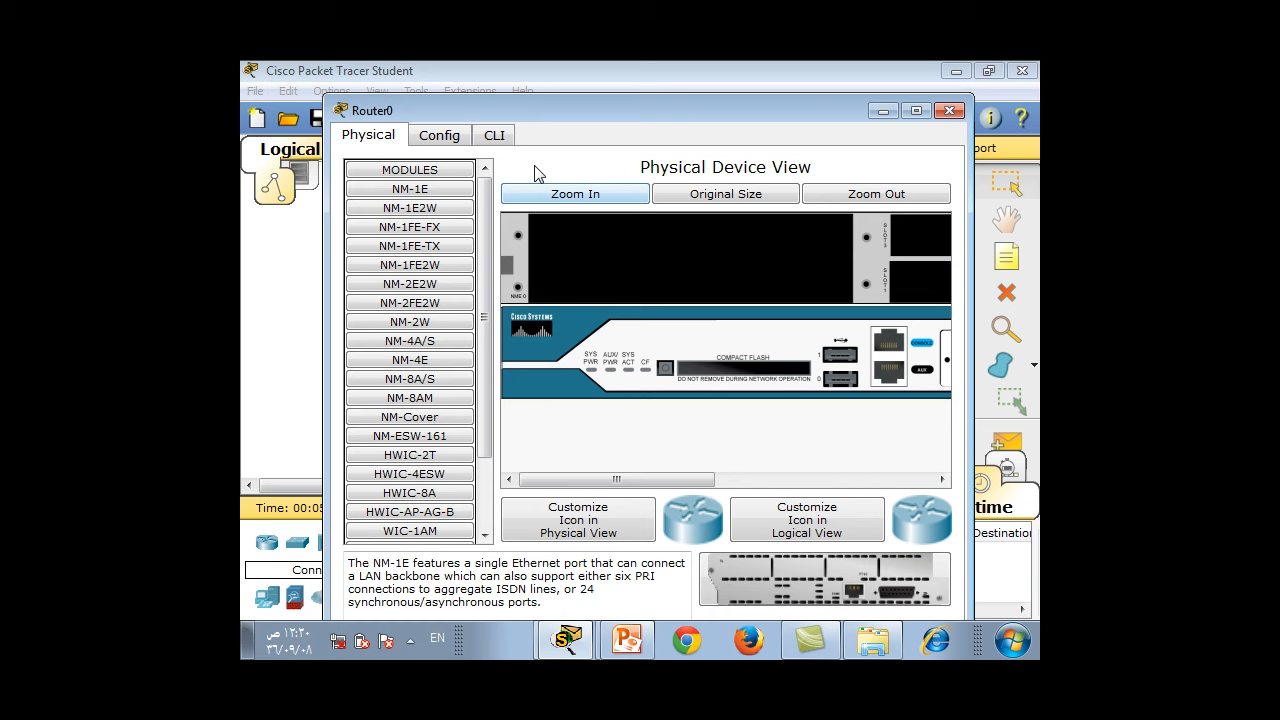 Cisco Packet Tracer Student
File Edit Options View Tools Extensions Help
Router0
Physical Config CLI
Logical
port
MODULES
NM-1E
NM-1E2W
NM-1FE-FX
NM-1FE-TX
NM-1FE2W
NM-2E2W
NM-2FE2W
NM-2W
NM-4A/S
NM-4E
NM-8A/S
NM-8AM
NM-Cover
NM-ESW-161
HWIC-2T
HWIC-4ESW
HWIC-8A
HWIC-AP-AG-B
WIC-1AM
Physical Device View
Zoom In Original Size Zoom Out
SLOT3
SLOT1
NME 0
CISCO SYSTEMS
SYS PWR
AUX/ PWR
SYS ACT
CF
COMPACT FLASH
DO NOT REMOVE DURING NETWORK OPERATION
1
0
CONSOLE
AUX
Customize
Icon in
Physical View
Customize
Icon in
Logical View
The NM-1E features a single Ethernet port that can connect
a LAN backbone which can also support either six PRI
connections to aggregate ISDN lines, or 24
synchronous/asynchronous ports.
Time: 00:05
Conn
time
Destination
١٢:٢٠ ص
٣٦/٠٩/٠٨
EN